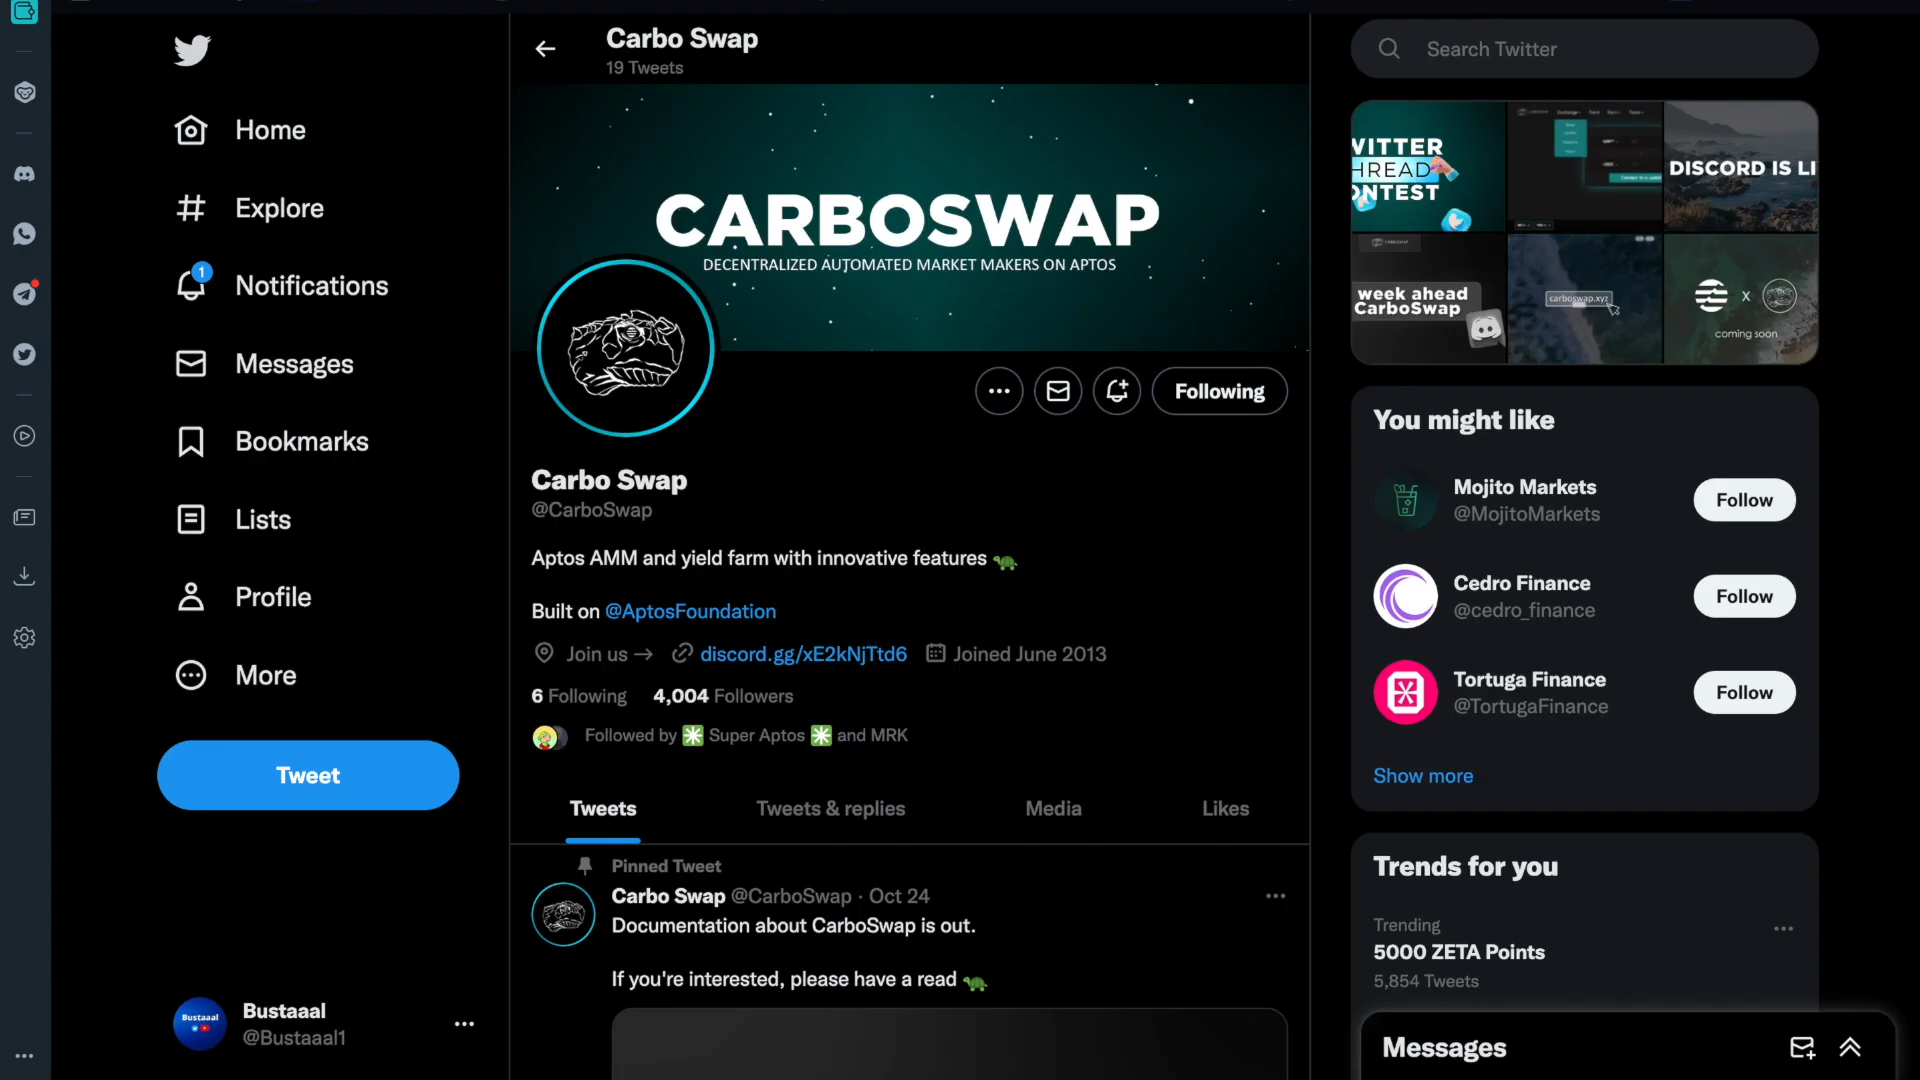 Carbo Swap
19 Tweets
Search Twitter
Home
Explore
1
Notifications
Messages
Bookmarks
Lists
Profile
More
Tweet
Bustaaal
Bustaaal
@Bustaaal1
CARBOSWAP
DECENTRALIZED AUTOMATED MARKET MAKERS ON APTOS
Following
Carbo Swap
@CarboSwap
Aptos AMM and yield farm with innovative features
Built on @AptosFoundation
Join us → discord.gg/xE2kNjTtd6 Joined June 2013
6 Following 4,004 Followers
Followed by ✳️ Super Aptos ✳️ and MRK
Tweets Tweets & replies Media Likes
Pinned Tweet
Carbo Swap @CarboSwap · Oct 24
Documentation about CarboSwap is out.
If you're interested, please have a read
WITTER
HREAD
ONTEST
DISCORD IS LI
week ahead
CarboSwap
carboswap.xyz
X
coming soon
You might like
Mojito Markets
@MojitoMarkets
Follow
Cedro Finance
@cedro_finance
Follow
Tortuga Finance
@TortugaFinance
Follow
Show more
Trends for you
Trending
5000 ZETA Points
5,854 Tweets
Messages